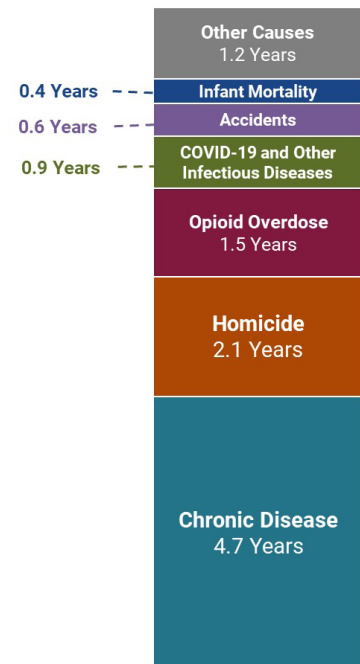 Other Causes
1.2 Years
0.4 Years
Infant Mortality
0.6 Years
Accidents
0.9 Years
COVID-19 and Other
Infectious Diseases
Opioid Overdose
1.5 Years
Homicide
2.1 Years
Chronic Disease
4.7 Years